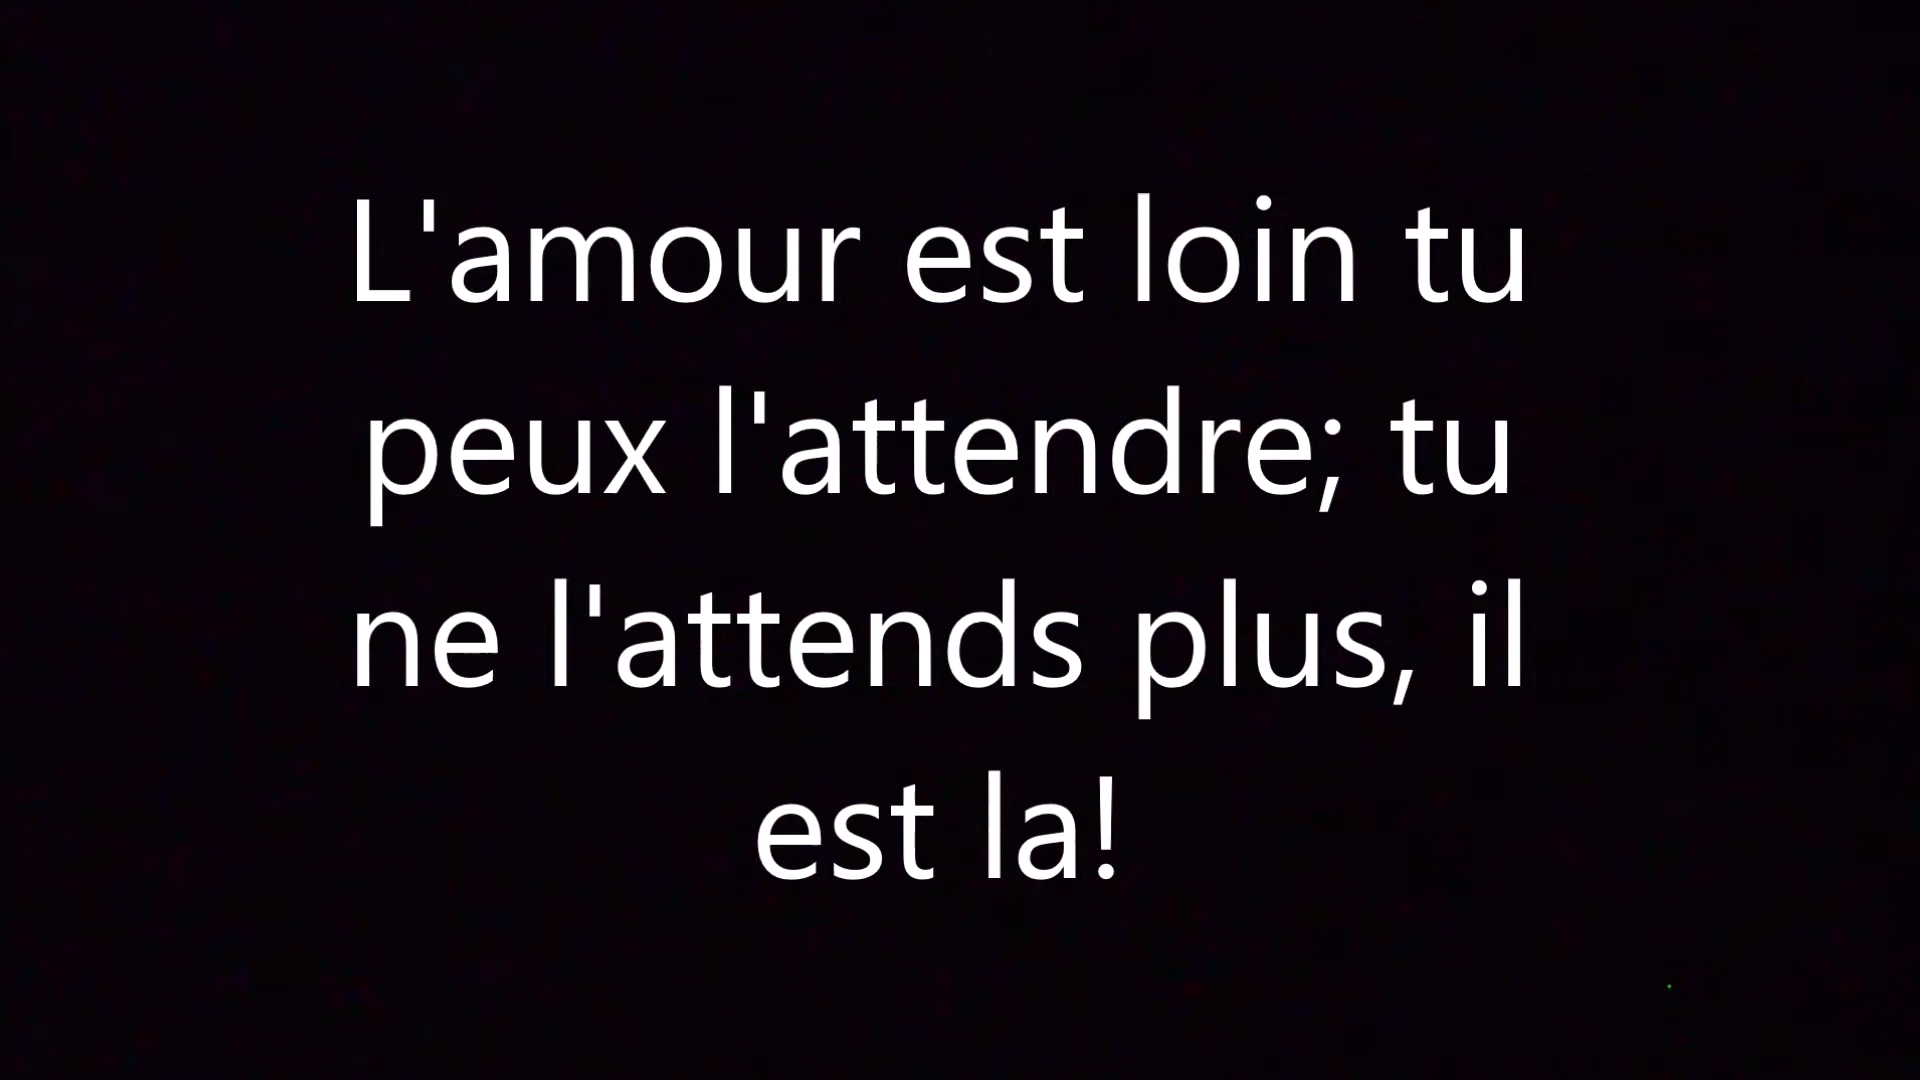 L'amour est loin tu
peux l'attendre; tu
ne l'attends plus, il
est la!